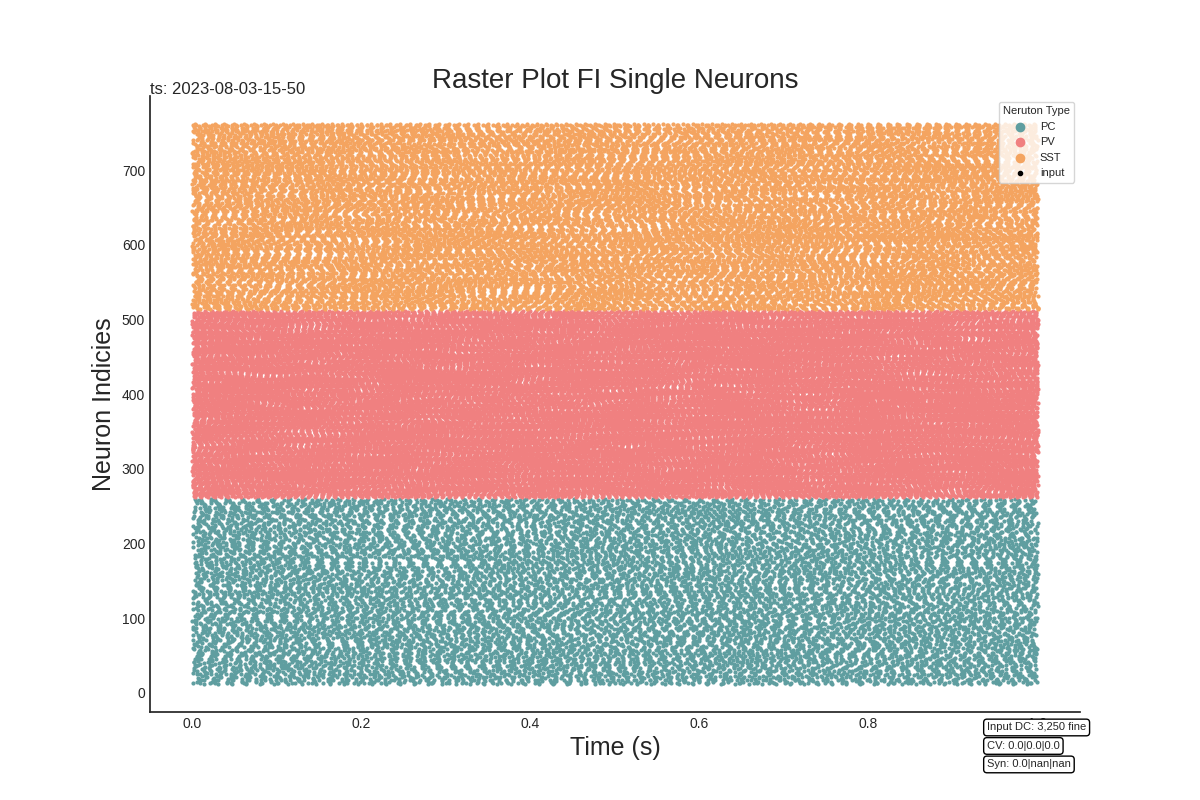 Raster Plot FI Single Neurons
ts: 2023-08-03-15-50
Neruton Type
PC
PV
SST
input
Neuron Indicies
700
600
500
400
300
200
100
0
0.0
0.2
0.4
0.6
0.8
Time (s)
Input DC: 3,250 fine
CV: 0.0|0.0|0.0
Syn: 0.0|nan|nan